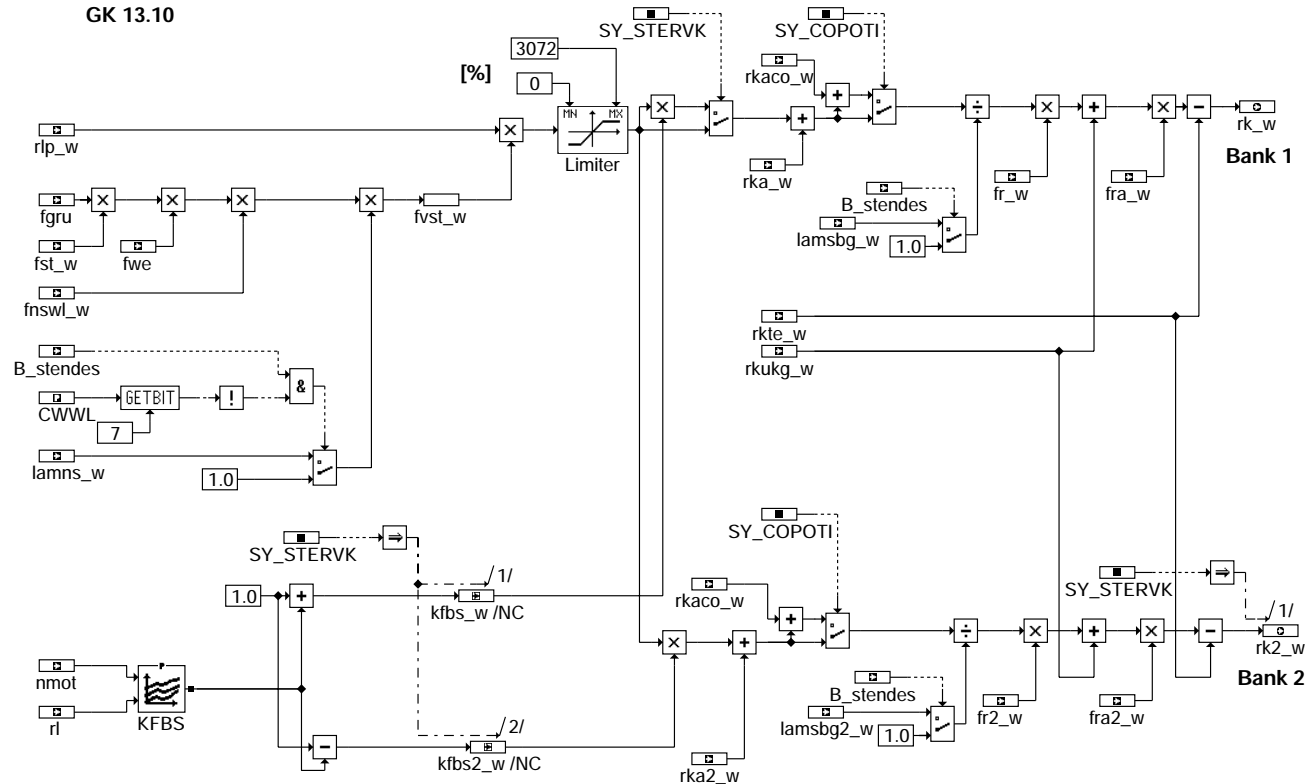 GK 13.10
SY_STERVK
SY_COPOTI
3072
[%]
0
rkaco_w
MN MX
rlp_w
Limiter
rk_w
Bank 1
rka_w
fr_w
fra_w
B_stendes
lamsbg_w
1.0
fgru
fvst_w
fst_w
fwe
fnswl_w
rkte_w
rkukg_w
B_stendes
&
CWWL
GETBIT
!
7
lamns_w
1.0
SY_COPOTI
SY_STERVK
SY_STERVK
/1/
1.0
kfbs_w /NC
rkaco_w
/1/
rk2_w
Bank 2
nmot
P
rl
KFBS
B_stendes
lamsbg2_w
1.0
fr2_w
fra2_w
/2/
kfbs2_w /NC
rka2_w